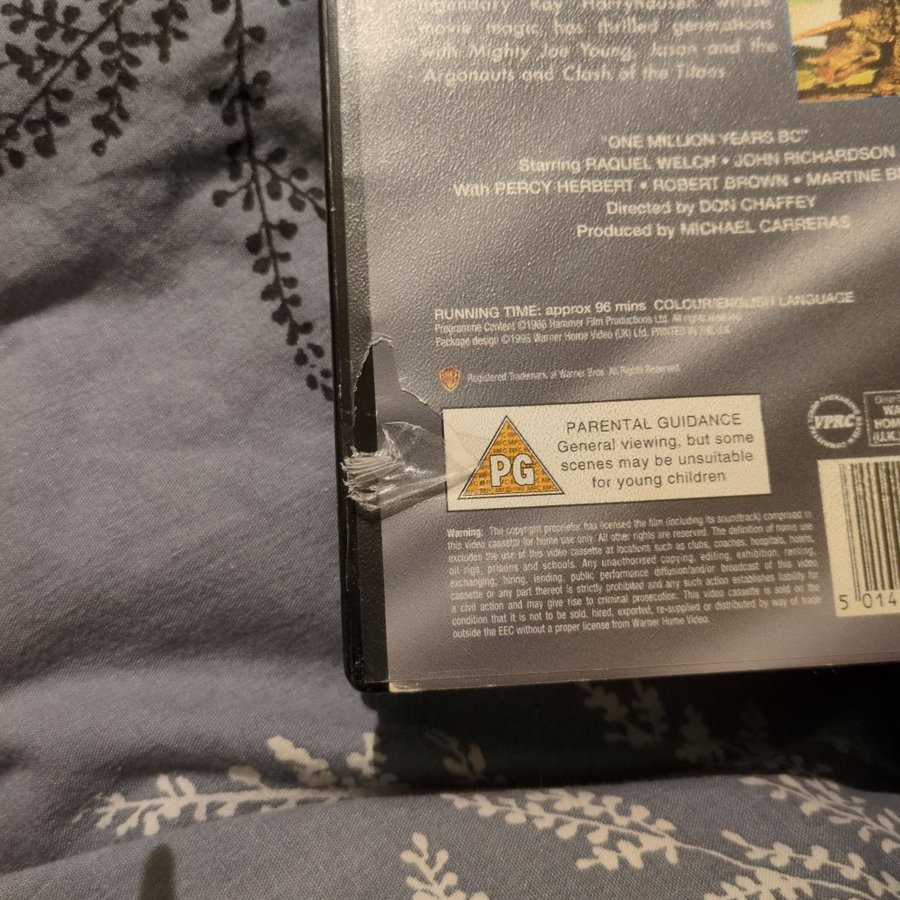 legendary Ray Harryhausen whose
movie magic has thrilled generations
with Mighty Joe Young, Jason and the
Argonauts and Clash of the Titans.
"ONE MILLION YEARS BC"
Starring RAQUEL WELCH • JOHN RICHARDSON
With PERCY HERBERT • ROBERT BROWN • MARTINE
Directed by DON CHAFFEY
Produced by MICHAEL CARRERAS
RUNNING TIME: approx 96 mins COLOUR/ENGLISH LANGUAGE
Programme Content ©1966 Hammer Film Productions Ltd. All rights reserved.
Package design ©1995 Warner Home Video (UK) Ltd. PRINTED IN THE U.K.
Registered Trademark of Warner Bros. All Rights Reserved.
PG
PARENTAL GUIDANCE
General viewing, but some
scenes may be unsuitable
for young children
VPRC
HOM
(U.K.
Warning: The copyright proprietor has licensed the film (including its soundtrack) comprised in
this video cassette for home use only. All other rights are reserved. The definition of home use
excludes the use of this video cassette at locations such as clubs, coaches, hospitals, hotels,
oil rigs, prisons and schools. Any unauthorised copying, editing, exhibition, renting,
exchanging, hiring, lending, public performance diffusion and/or broadcast of this video
cassette or any part thereof is strictly prohibited and any such action establishes liability for
a civil action and may give rise to criminal prosecution. This video cassette is sold on the
condition that it is not to be sold, hired, exported, re-supplied or distributed by way of trade
outside the EEC without a proper license from Warner Home Video.
5 014